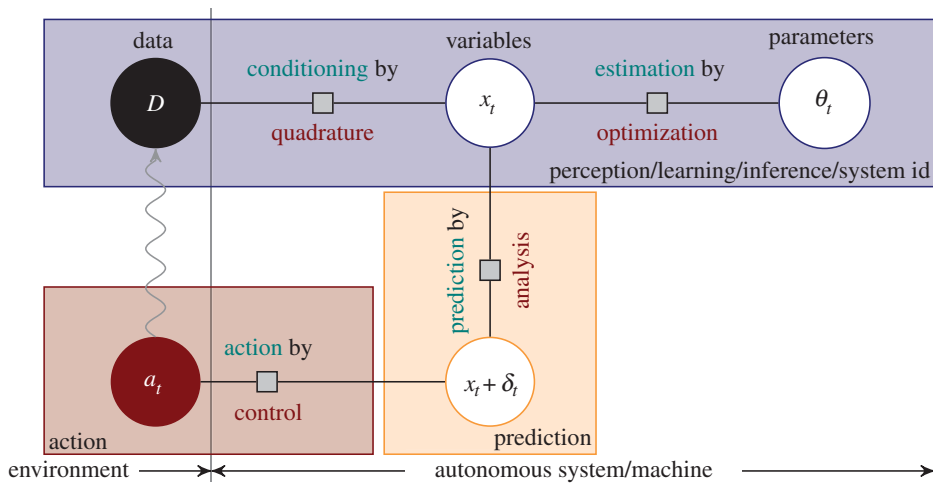 data
variables
parameters
conditioning by
estimation by
D
x_t
θ_t
quadrature
optimization
perception/learning/inference/system id
prediction by
analysis
action by
a_t
x_t + δ_t
control
action
prediction
environment
autonomous system/machine